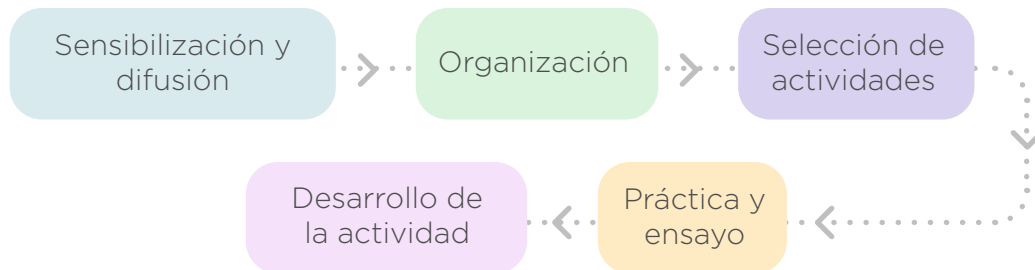 Sensibilización y
difusión
Organización
Selección de
actividades
Práctica y
ensayo
Desarrollo de
la actividad